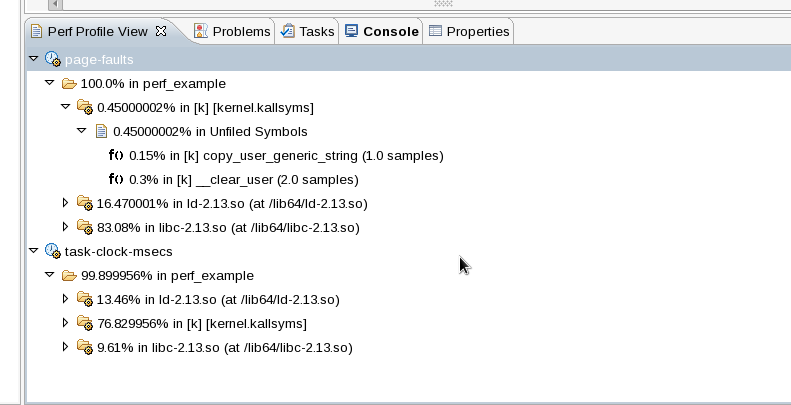 Perf Profile View Problems Tasks Console Properties
page-faults
100.0% in perf_example
0.45000002% in [k] [kernel.kallsyms]
0.45000002% in Unfiled Symbols
f() 0.15% in [k] copy_user_generic_string (1.0 samples)
f() 0.3% in [k] __clear_user (2.0 samples)
16.470001% in ld-2.13.so (at /lib64/ld-2.13.so)
83.08% in libc-2.13.so (at /lib64/libc-2.13.so)
task-clock-msecs
99.899956% in perf_example
13.46% in ld-2.13.so (at /lib64/ld-2.13.so)
76.829956% in [k] [kernel.kallsyms]
9.61% in libc-2.13.so (at /lib64/libc-2.13.so)